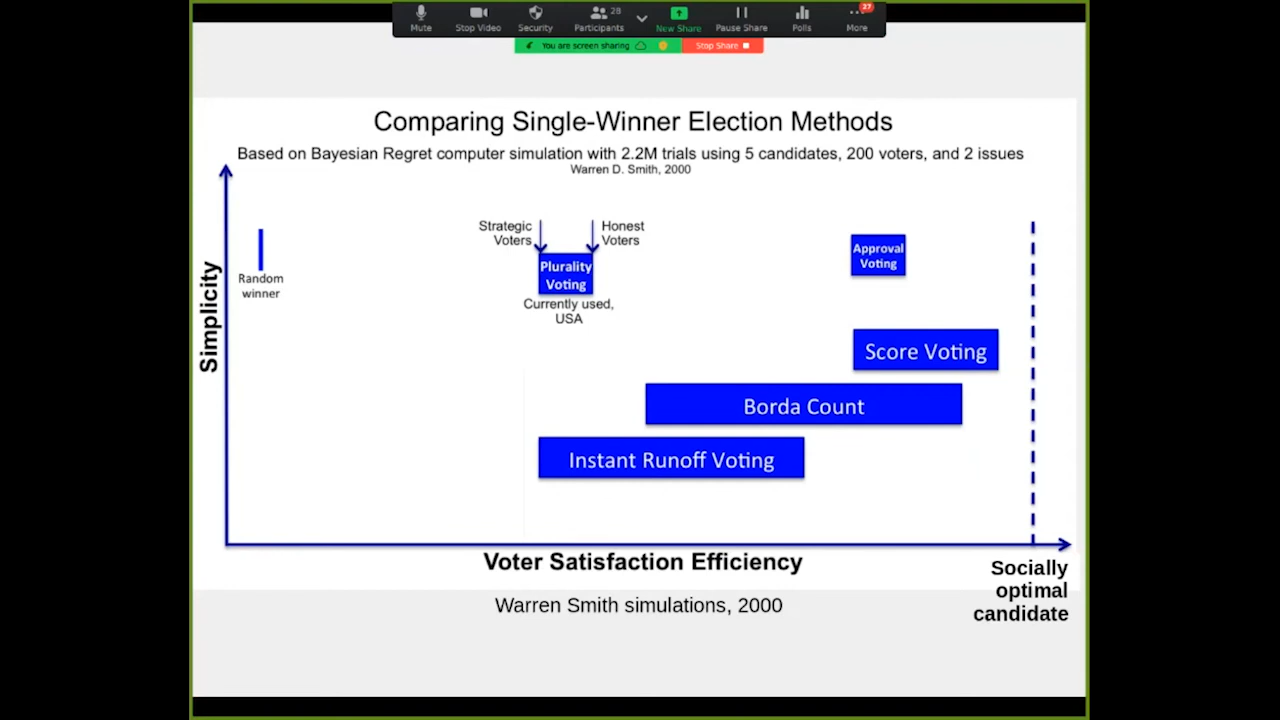 28
27
Mute
Stop Video
Security
Participants
New Share
Pause Share
Polls
More
You are screen sharing
Stop Share
Comparing Single-Winner Election Methods
Based on Bayesian Regret computer simulation with 2.2M trials using 5 candidates, 200 voters, and 2 issues
Warren D. Smith, 2000
Simplicity
Random
winner
Strategic
Voters
Honest
Voters
Plurality
Voting
Currently used,
USA
Approval
Voting
Score Voting
Borda Count
Instant Runoff Voting
Voter Satisfaction Efficiency
Socially
optimal
candidate
Warren Smith simulations, 2000